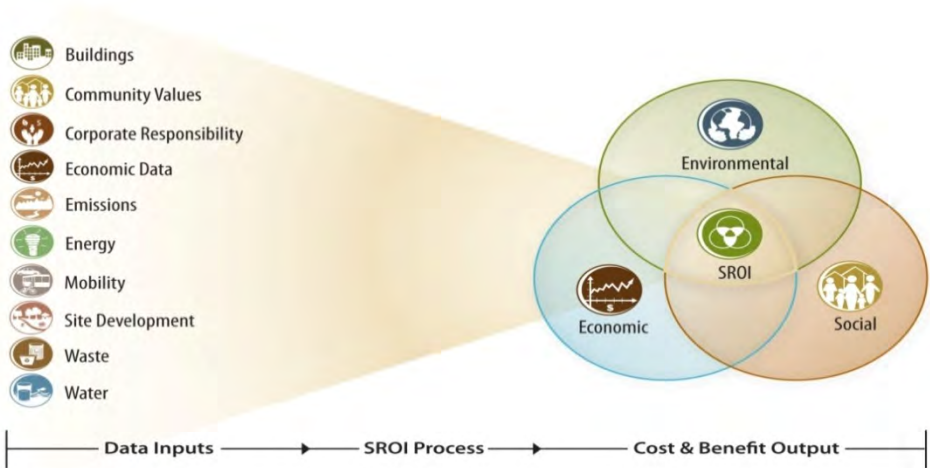 Buildings
Community Values
Corporate Responsibility
Economic Data
Emissions
Energy
Mobility
Site Development
Waste
Water
Environmental
SROI
Economic
Social
Data Inputs
SROI Process
Cost & Benefit Output